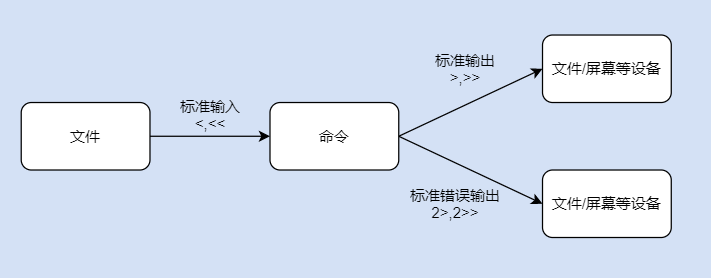 文件
标准输入
<,<<
命令
标准输出
>,>>
文件/屏幕等设备
标准错误输出
2>,2>>
文件/屏幕等设备